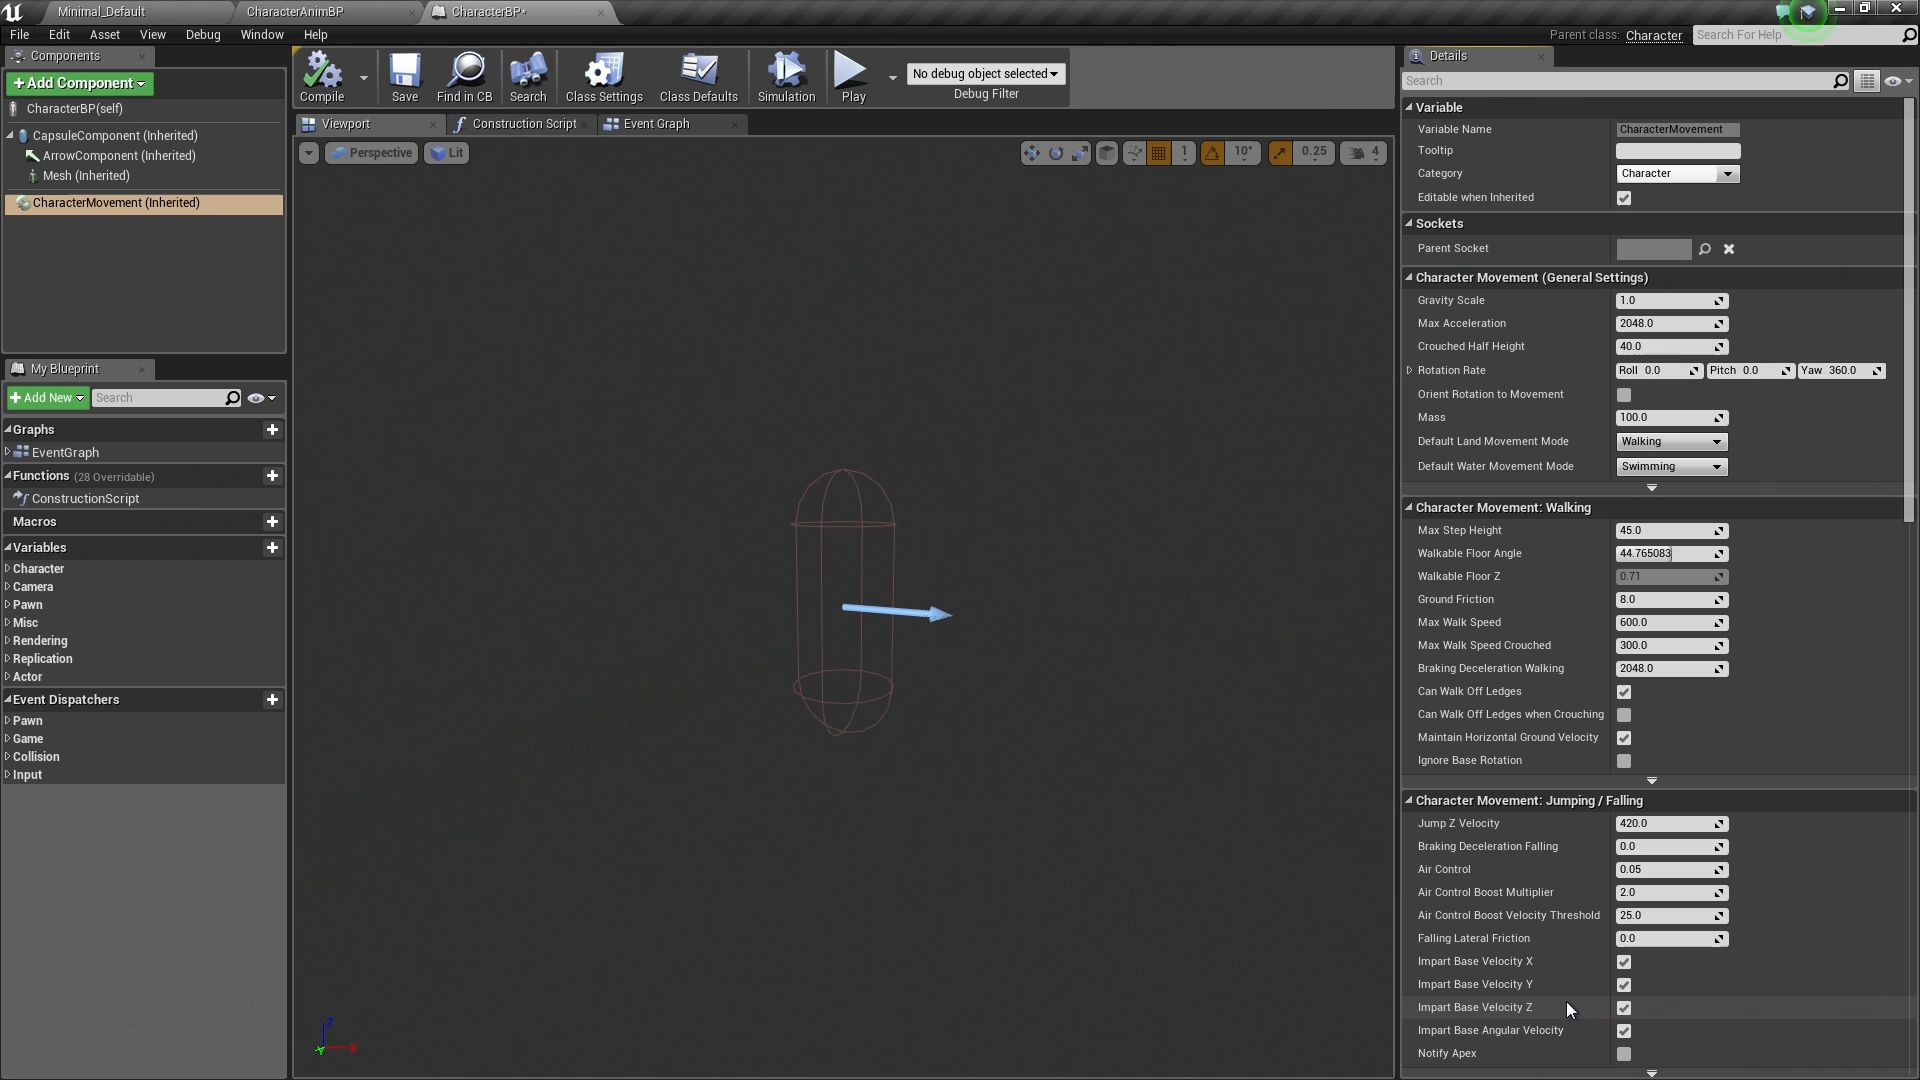 Minimal_Default
CharacterAnimBP
CharacterBP*
File Edit Asset View Debug Window Help
Parent class: Character
Search For Help
Components
+Add Component
CharacterBP(self)
CapsuleComponent (Inherited)
ArrowComponent (Inherited)
Mesh (Inherited)
CharacterMovement (Inherited)
My Blueprint
+Add New
Search
Graphs
EventGraph
Functions (28 Overridable)
ConstructionScript
Macros
Variables
Character
Camera
Pawn
Misc
Rendering
Replication
Actor
Event Dispatchers
Pawn
Game
Collision
Input
Compile
Save
Find in CB
Search
Class Settings
Class Defaults
Simulation
Play
No debug object selected
Debug Filter
Viewport
Construction Script
Event Graph
Perspective
Lit
1
10°
0.25
4
Z
X
Y
Details
Search
Variable
Variable Name CharacterMovement
Tooltip
Category Character
Editable when Inherited
Sockets
Parent Socket
Character Movement (General Settings)
Gravity Scale 1.0
Max Acceleration 2048.0
Crouched Half Height 40.0
Rotation Rate Roll 0.0 Pitch 0.0 Yaw 360.0
Orient Rotation to Movement
Mass 100.0
Default Land Movement Mode Walking
Default Water Movement Mode Swimming
Character Movement: Walking
Max Step Height 45.0
Walkable Floor Angle 44.765083
Walkable Floor Z 0.71
Ground Friction 8.0
Max Walk Speed 600.0
Max Walk Speed Crouched 300.0
Braking Deceleration Walking 2048.0
Can Walk Off Ledges
Can Walk Off Ledges when Crouching
Maintain Horizontal Ground Velocity
Ignore Base Rotation
Character Movement: Jumping / Falling
Jump Z Velocity 420.0
Braking Deceleration Falling 0.0
Air Control 0.05
Air Control Boost Multiplier 2.0
Air Control Boost Velocity Threshold 25.0
Falling Lateral Friction 0.0
Impart Base Velocity X
Impart Base Velocity Y
Impart Base Velocity Z
Impart Base Angular Velocity
Notify Apex